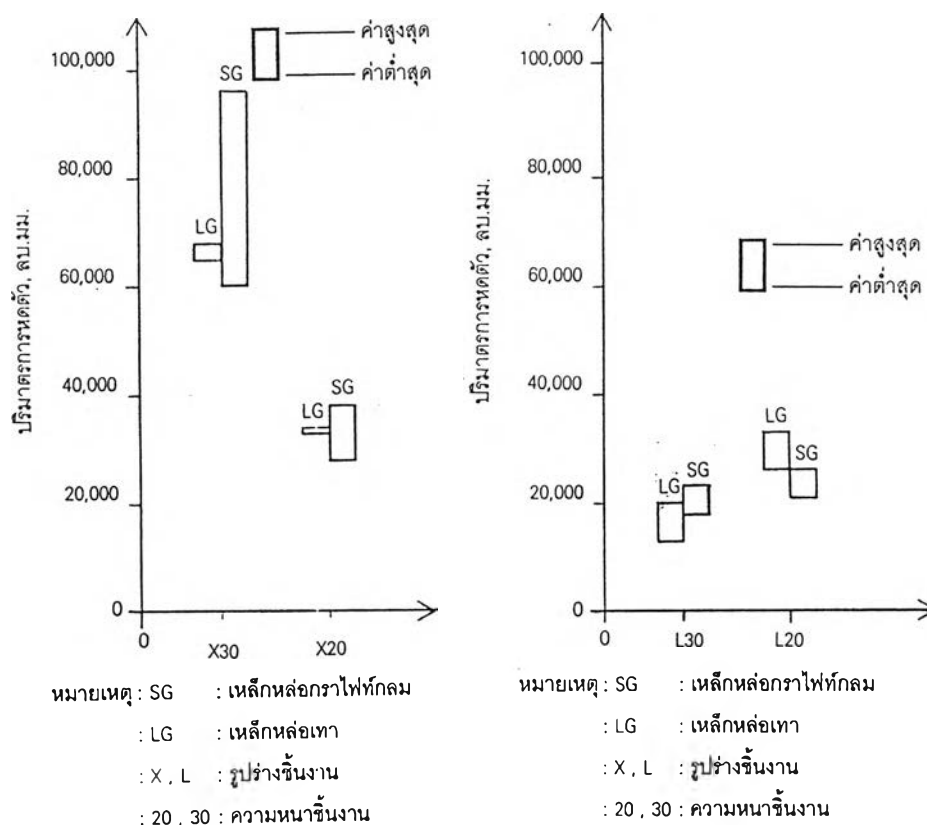 ค่าสูงสุด
100,000
SG
ค่าต่ำสุด
80,000
LG
60,000
ปริมาตรการหดตัว, ลบ.มม.
40,000
SG
LG
20,000
0
0
X30
X20
หมายเหตุ : SG : เหล็กหล่อกราไฟท์กลม
: LG : เหล็กหล่อเทา
: X , L : รูปร่างชิ้นงาน
: 20 , 30 : ความหนาชิ้นงาน
100,000
80,000
ค่าสูงสุด
60,000
ค่าต่ำสุด
ปริมาตรการหดตัว, ลบ.มม.
40,000
LG
SG
LG
SG
20,000
0
0
L30
L20
หมายเหตุ : SG : เหล็กหล่อกราไฟท์กลม
: LG : เหล็กหล่อเทา
: X , L : รูปร่างชิ้นงาน
: 20 , 30 : ความหนาชิ้นงาน